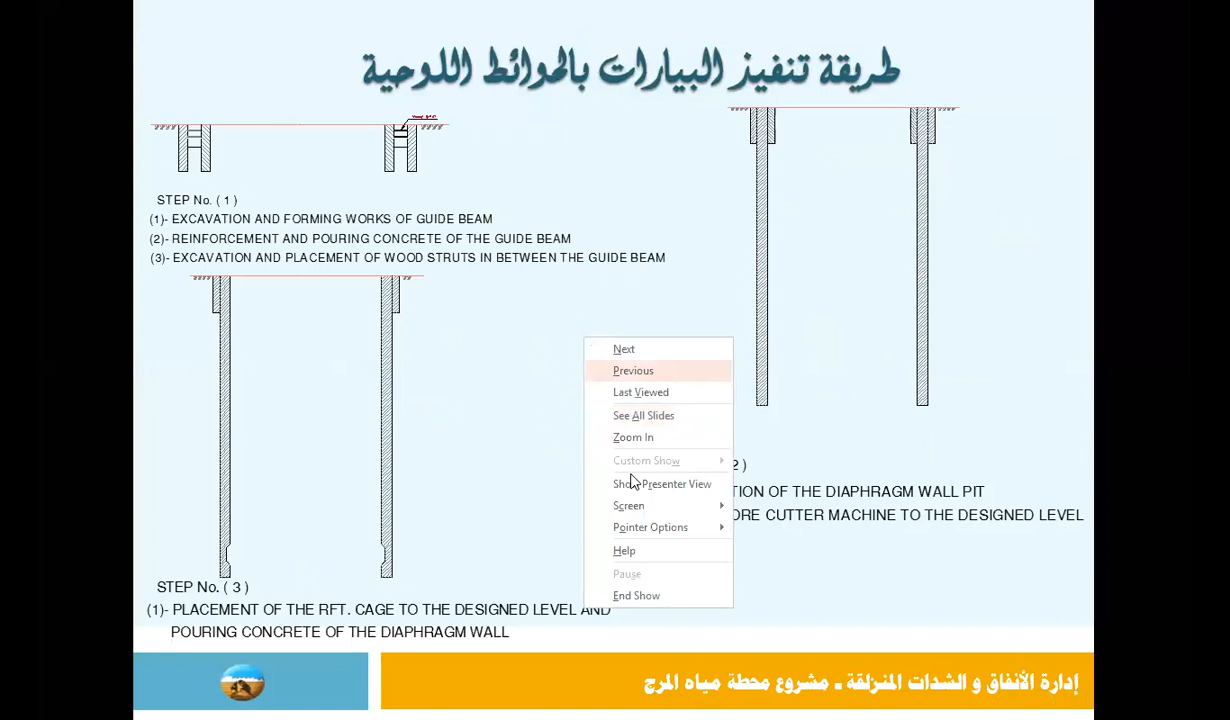 طريقة تنفيذ البيارات بالحوائط اللوحية
STEP No. ( 1 )
(1)- EXCAVATION AND FORMING WORKS OF GUIDE BEAM
(2)- REINFORCEMENT AND POURING CONCRETE OF THE GUIDE BEAM
(3)- EXCAVATION AND PLACEMENT OF WOOD STRUTS IN BETWEEN THE GUIDE BEAM
2 )
TION OF THE DIAPHRAGM WALL PIT
ORE CUTTER MACHINE TO THE DESIGNED LEVEL
STEP No. ( 3 )
(1)- PLACEMENT OF THE RFT. CAGE TO THE DESIGNED LEVEL AND
POURING CONCRETE OF THE DIAPHRAGM WALL
Next
Previous
Last Viewed
See All Slides
Zoom In
Custom Show
Show Presenter View
Screen
Pointer Options
Help
Pause
End Show
إدارة الأنفاق و الشدات المنزلقة - مشروع محطة مياه المرج